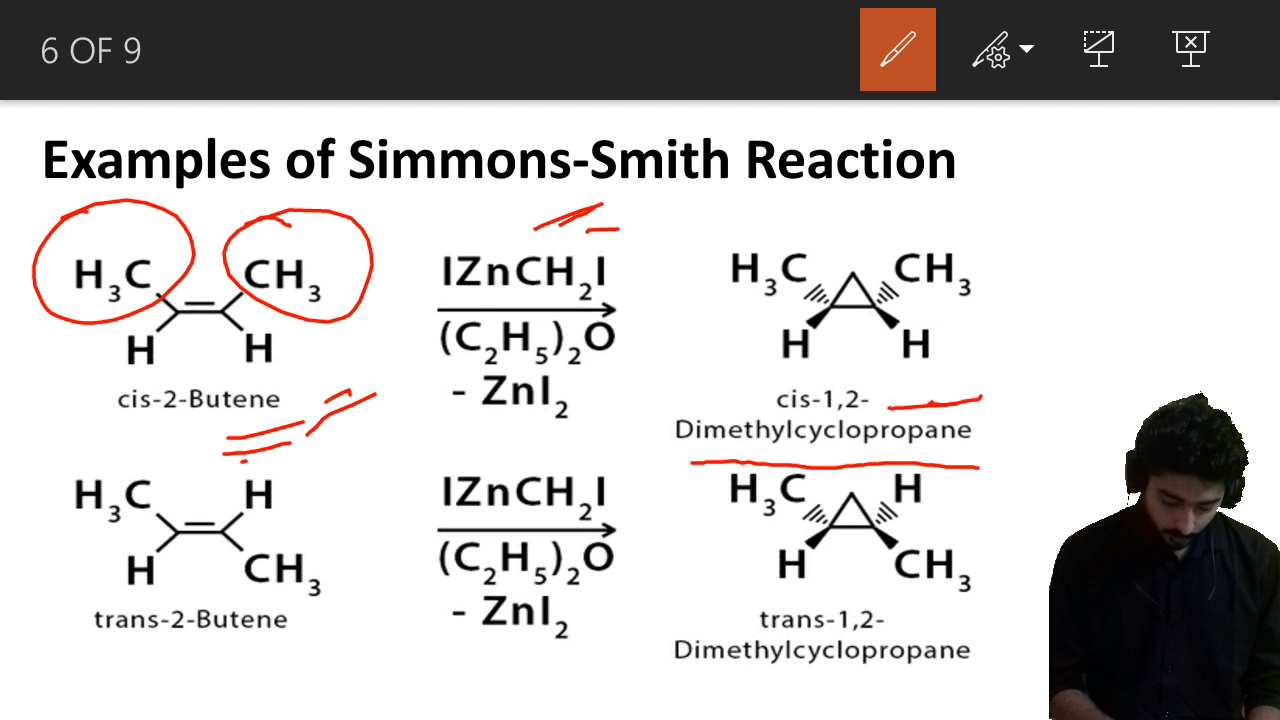 6 OF 9
Examples of Simmons-Smith Reaction
H₃C CH₃ IZnCH₂I H₃C CH₃
H H (C₂H₅)₂O H H
- ZnI₂
cis-2-Butene cis-1,2-
Dimethylcyclopropane
H₃C H IZnCH₂I H₃C H
H CH₃ (C₂H₅)₂O H CH₃
- ZnI₂
trans-2-Butene trans-1,2-
Dimethylcyclopropane